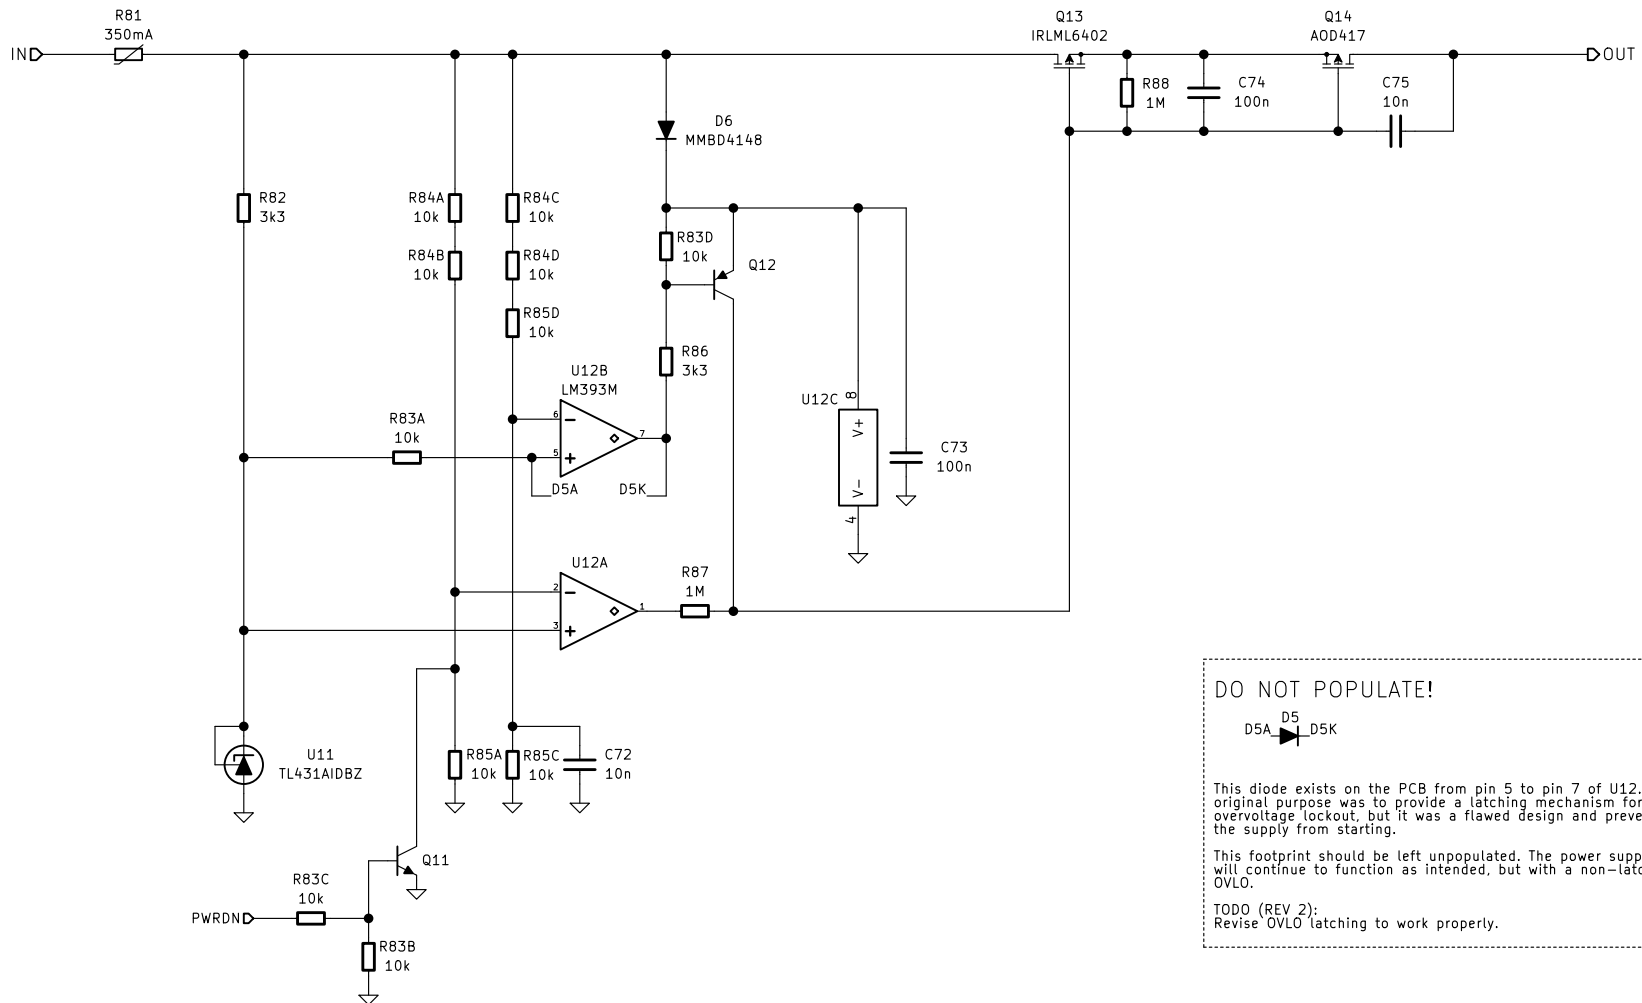 R81
350mA
IN
Q13
IRLML6402
Q14
AOD417
OUT
R88
1M
C74
100n
C75
10n
D6
MMBD4148
R82
3k3
R84A
10k
R84C
10k
R84B
10k
R84D
10k
R83D
10k
Q12
R85D
10k
R86
3k3
U12B
LM393M
6
7
5
R83A
10k
D5A
D5K
U12C
8
V+
V-
4
C73
100n
U12A
2
1
3
R87
1M
U11
TL431AIDBZ
R85A
10k
R85C
10k
C72
10n
Q11
R83C
10k
PWRDN
R83B
10k
DO NOT POPULATE!
D5
D5A
D5K
This diode exists on the PCB from pin 5 to pin 7 of U12.
original purpose was to provide a latching mechanism for
overvoltage lockout, but it was a flawed design and preve
the supply from starting.
This footprint should be left unpopulated. The power supp
will continue to function as intended, but with a non-latc
OVLO.
TODO (REV 2):
Revise OVLO latching to work properly.